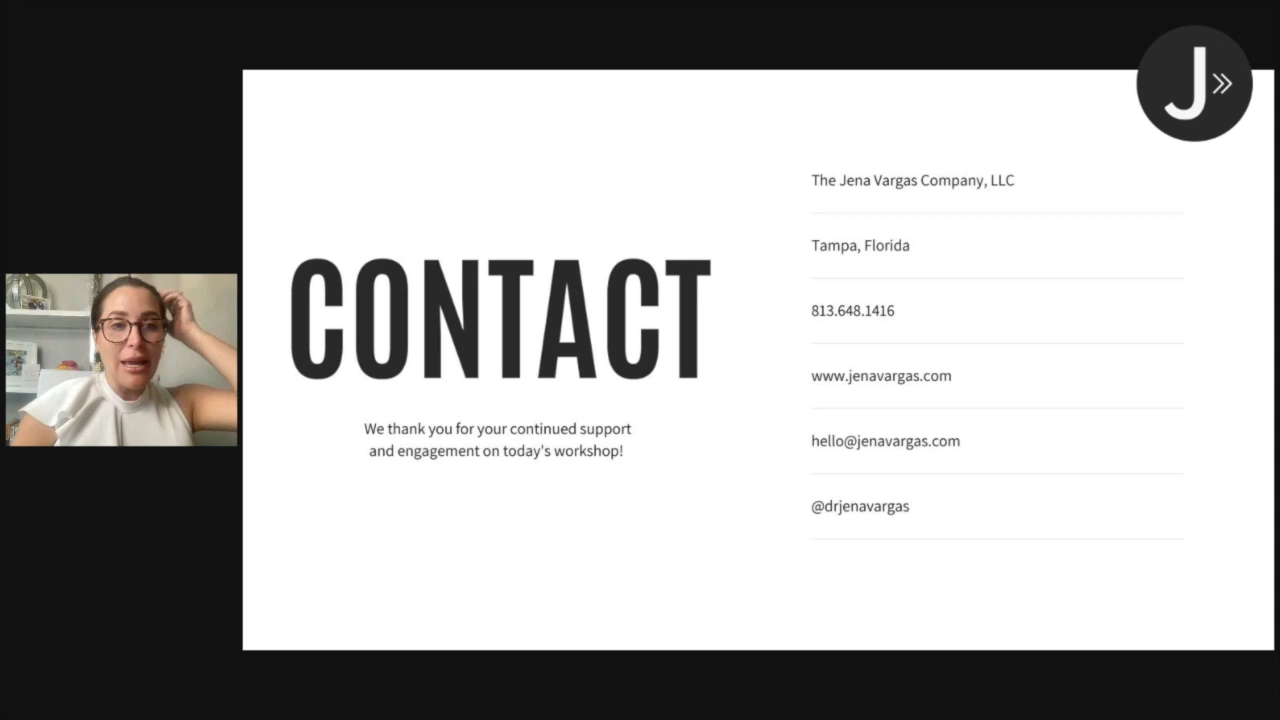 J»
CONTACT
We thank you for your continued support
and engagement on today's workshop!
The Jena Vargas Company, LLC
Tampa, Florida
813.648.1416
www.jenavargas.com
hello@jenavargas.com
@drjenavargas